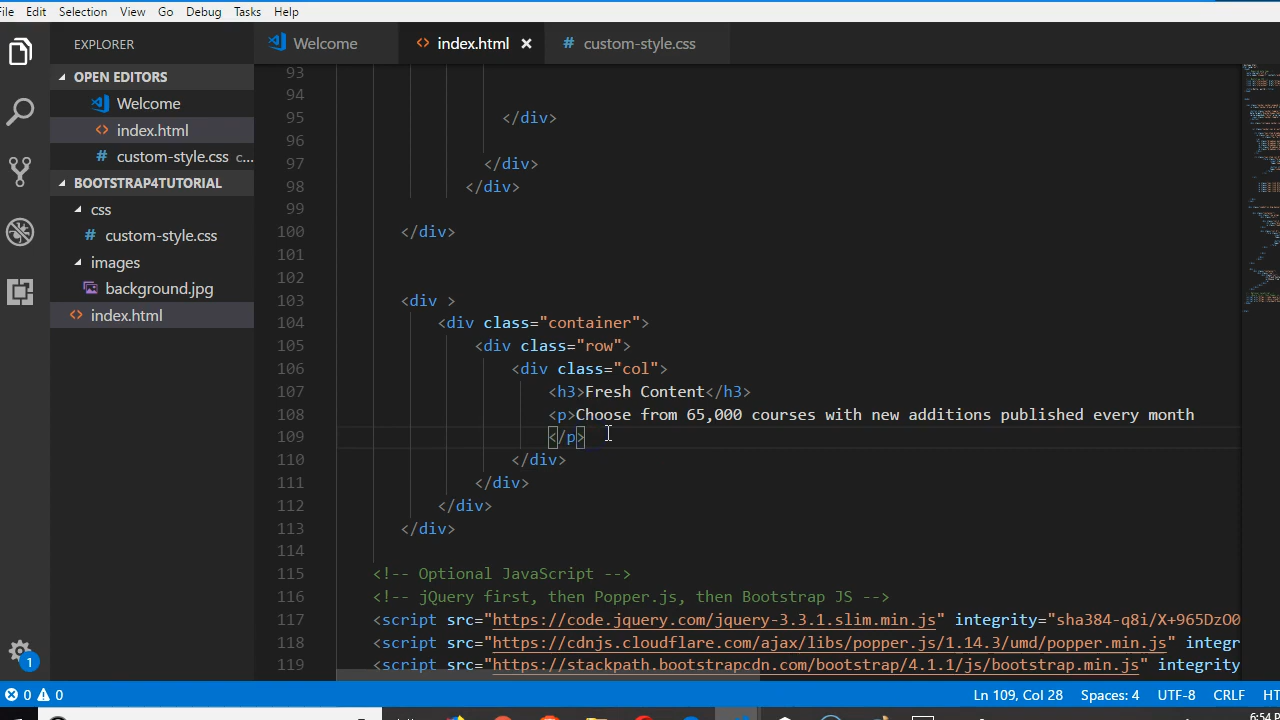 File Edit Selection View Go Debug Tasks Help
EXPLORER
OPEN EDITORS
Welcome
index.html
custom-style.css c...
BOOTSTRAP4TUTORIAL
css
custom-style.css
images
background.jpg
index.html
1
Welcome
index.html
custom-style.css
93
94
95 </div>
96
97 </div>
98 </div>
99
100 </div>
101
102
103 <div >
104 <div class="container">
105 <div class="row">
106 <div class="col">
107 <h3>Fresh Content</h3>
108 <p>Choose from 65,000 courses with new additions published every month
109 </p>
110 </div>
111 </div>
112 </div>
113 </div>
114
115 <!-- Optional JavaScript -->
116 <!-- jQuery first, then Popper.js, then Bootstrap JS -->
117 <script src="https://code.jquery.com/jquery-3.3.1.slim.min.js" integrity="sha384-q8i/X+965DzO0
118 <script src="https://cdnjs.cloudflare.com/ajax/libs/popper.js/1.14.3/umd/popper.min.js" integr
119 <script src="https://stackpath.bootstrapcdn.com/bootstrap/4.1.1/js/bootstrap.min.js" integrity
0 0 Ln 109, Col 28 Spaces: 4 UTF-8 CRLF HT
6:54 P